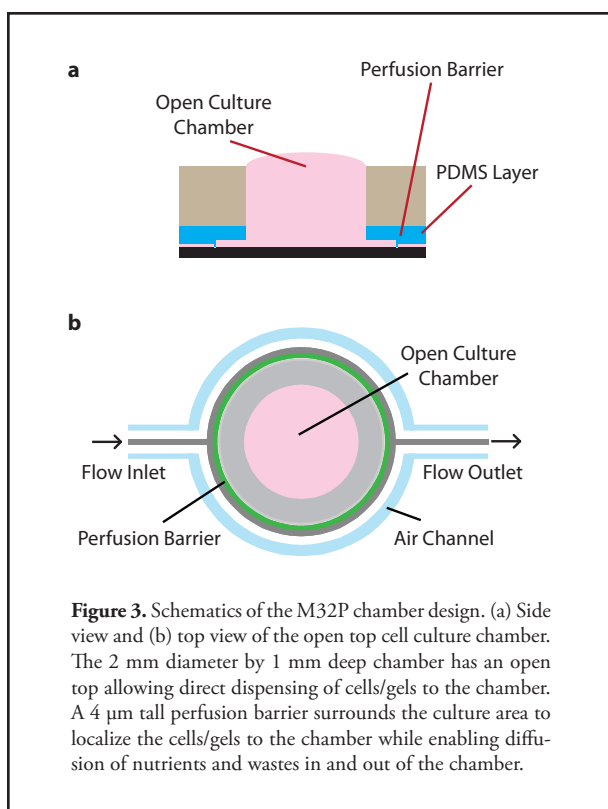 a
Perfusion Barrier
Open Culture
Chamber
PDMS Layer
b
Open Culture
Chamber
Flow Inlet
Flow Outlet
Perfusion Barrier
Air Channel
Figure 3. Schematics of the M32P chamber design. (a) Side
view and (b) top view of the open top cell culture chamber.
The 2 mm diameter by 1 mm deep chamber has an open
top allowing direct dispensing of cells/gels to the chamber.
A 4 μm tall perfusion barrier surrounds the culture area to
localize the cells/gels to the chamber while enabling diffu-
sion of nutrients and wastes in and out of the chamber.